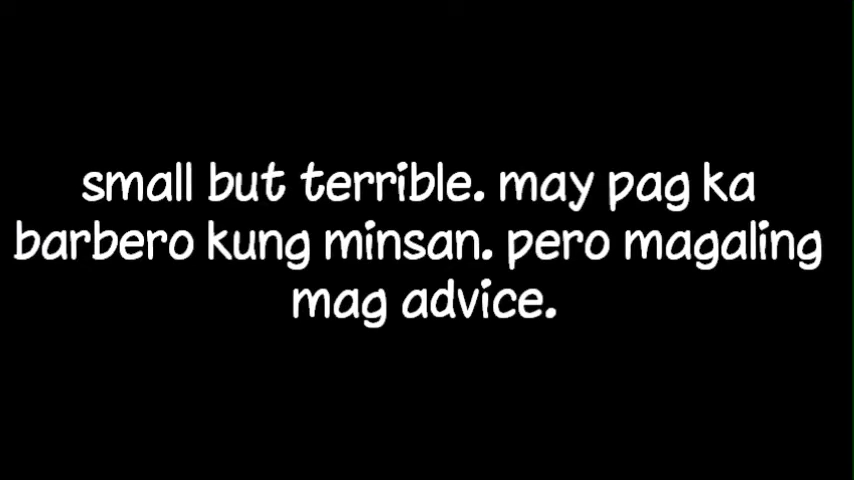 small but terrible. may pag ka
barbero kung minsan. pero magaling
mag advice.